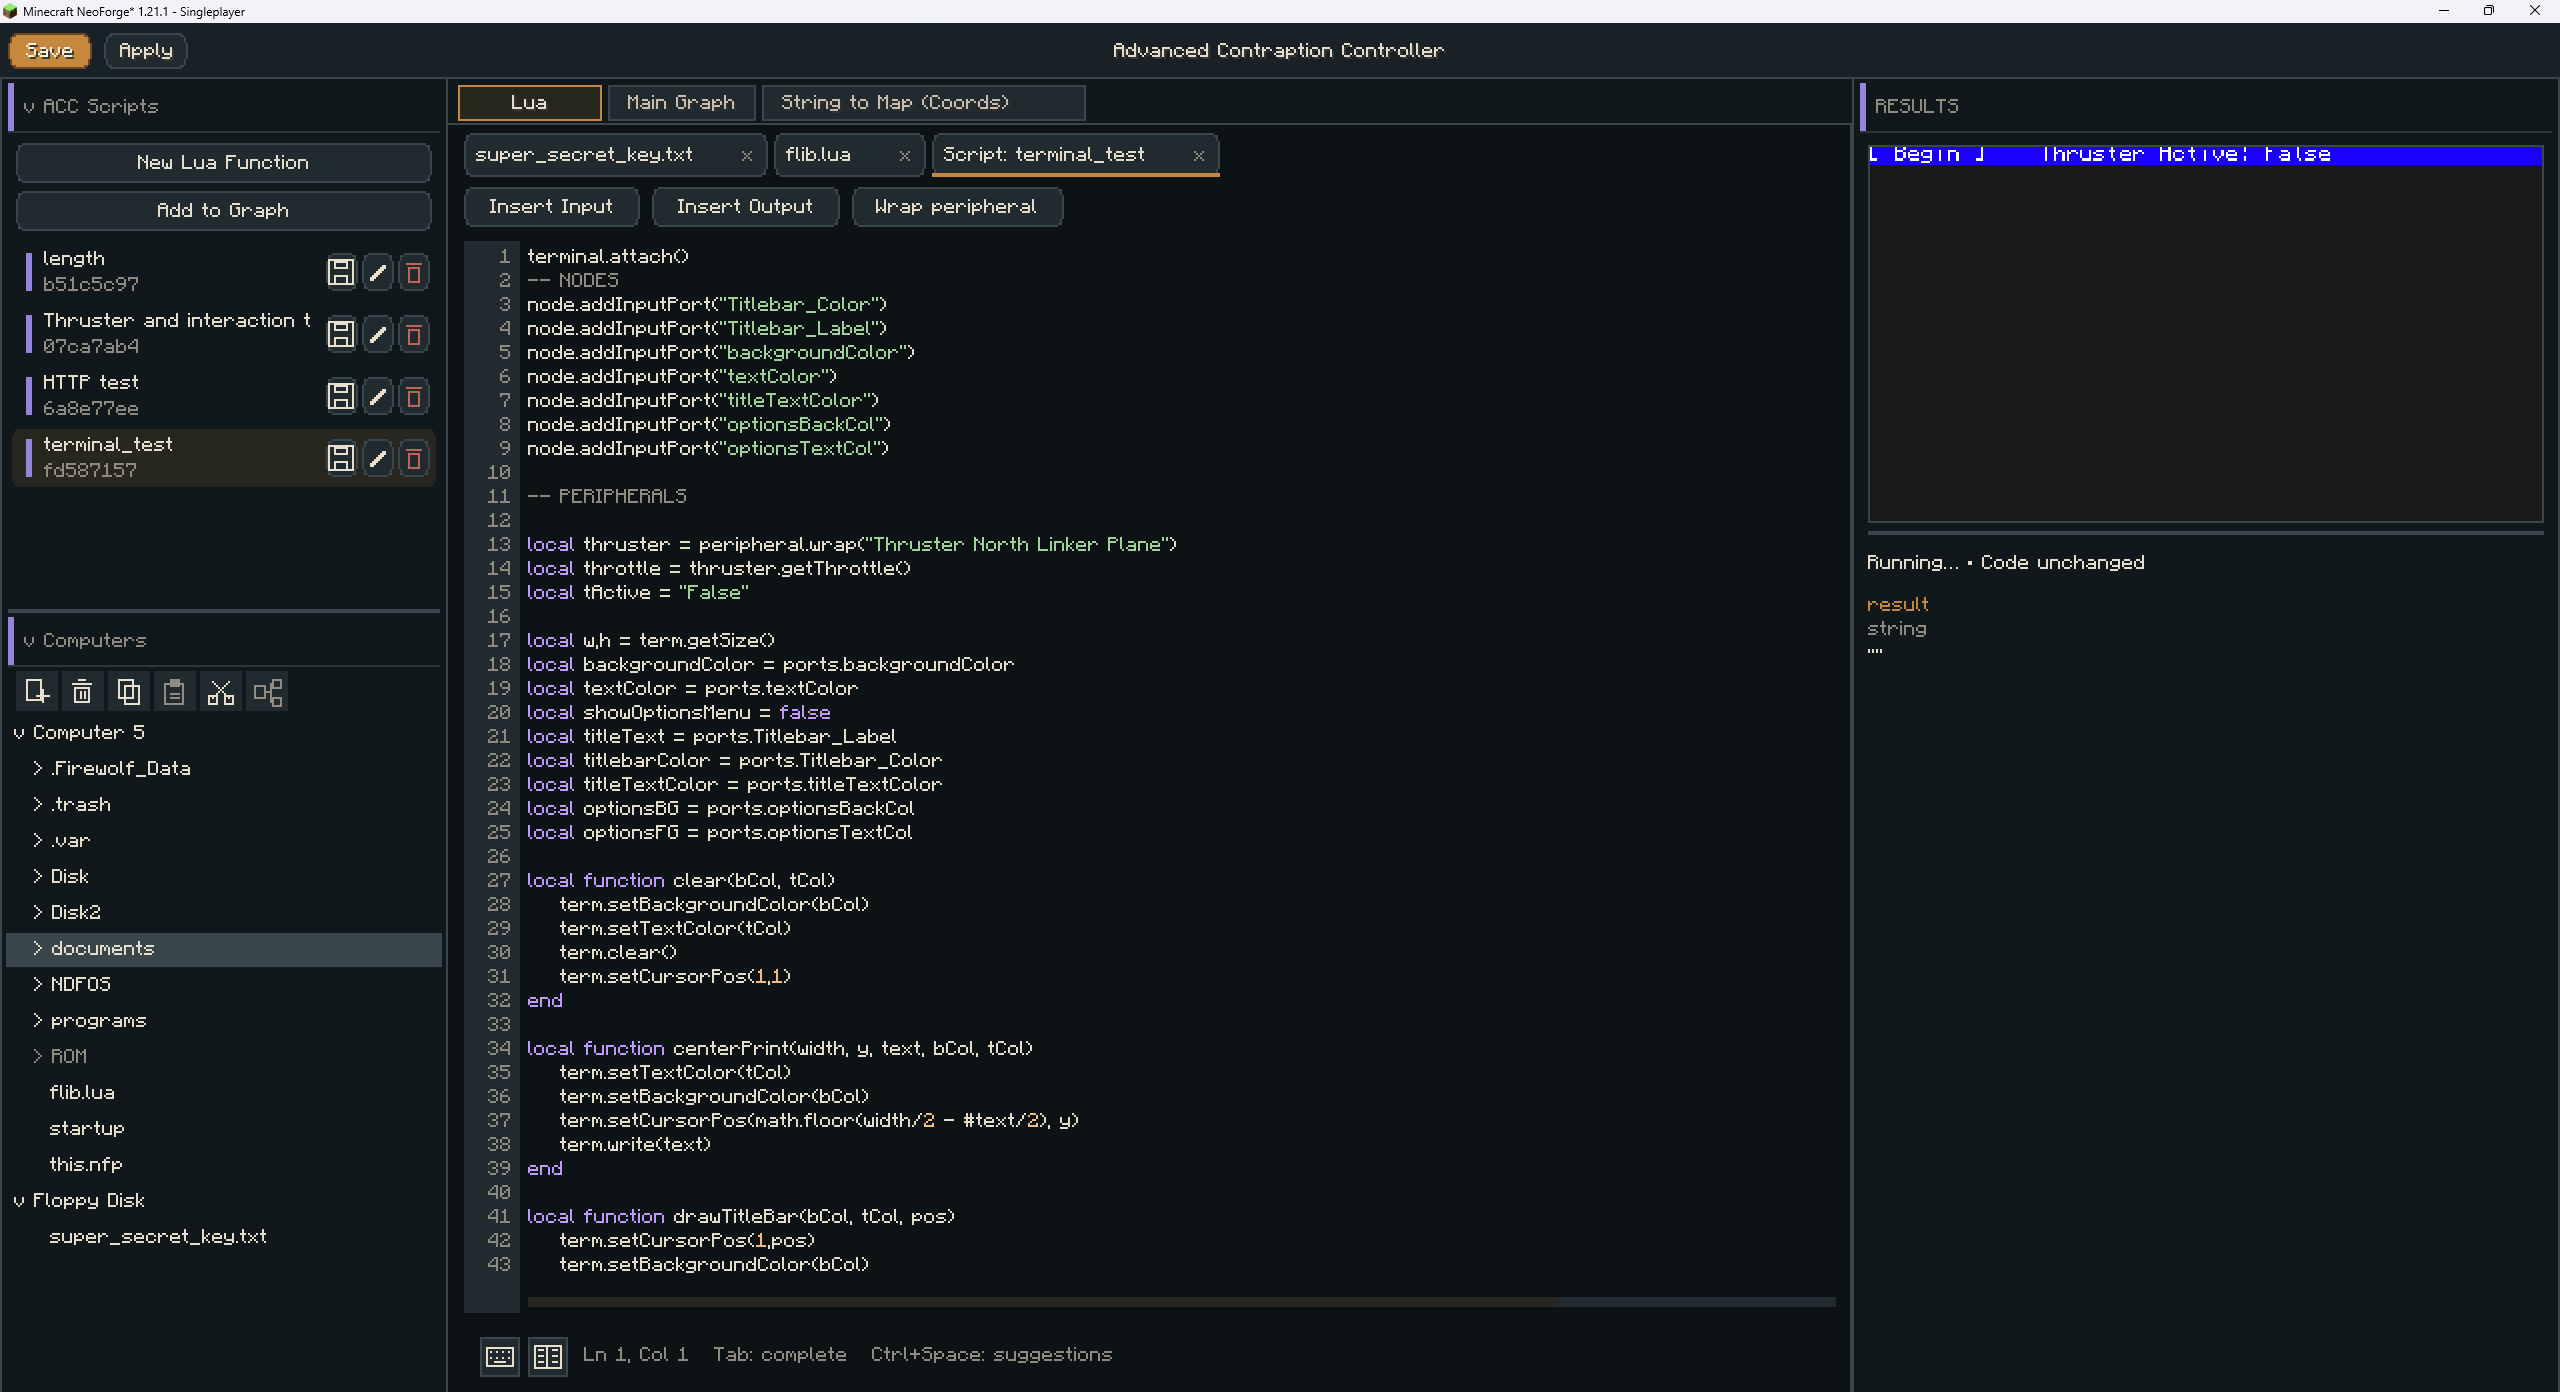 Minecraft NeoForge* 1.21.1 - Singleplayer
Save
Apply
Advanced Contraption Controller
v ACC Scripts
New Lua Function
Add to Graph
length
b51c5c97
Thruster and interaction t
07ca7ab4
HTTP test
6a8e77ee
terminal_test
fd587157
v Computers
v Computer 5
> .Firewolf_Data
> .trash
> .var
> Disk
> Disk2
> documents
> NDFOS
> programs
> ROM
flib.lua
startup
this.nfp
v Floppy Disk
super_secret_key.txt
Lua
Main Graph
String to Map (Coords)
super_secret_key.txt x
flib.lua x
Script: terminal_test x
Insert Input
Insert Output
Wrap peripheral
1 terminal.attach()
2 -- NODES
3 node.addInputPort("Titlebar_Color")
4 node.addInputPort("Titlebar_Label")
5 node.addInputPort("backgroundColor")
6 node.addInputPort("textColor")
7 node.addInputPort("titleTextColor")
8 node.addInputPort("optionsBackCol")
9 node.addInputPort("optionsTextCol")
10
11 -- PERIPHERALS
12
13 local thruster = peripheral.wrap("Thruster North Linker Plane")
14 local throttle = thruster.getThrottle()
15 local tActive = "False"
16
17 local w,h = term.getSize()
18 local backgroundColor = ports.backgroundColor
19 local textColor = ports.textColor
20 local showOptionsMenu = false
21 local titleText = ports.Titlebar_Label
22 local titlebarColor = ports.Titlebar_Color
23 local titleTextColor = ports.titleTextColor
24 local optionsBG = ports.optionsBackCol
25 local optionsFG = ports.optionsTextCol
26
27 local function clear(bCol, tCol)
28 term.setBackgroundColor(bCol)
29 term.setTextColor(tCol)
30 term.clear()
31 term.setCursorPos(1,1)
32 end
33
34 local function centerPrint(width, y, text, bCol, tCol)
35 term.setTextColor(tCol)
36 term.setBackgroundColor(bCol)
37 term.setCursorPos(math.floor(width/2 - #text/2), y)
38 term.write(text)
39 end
40
41 local function drawTitleBar(bCol, tCol, pos)
42 term.setCursorPos(1,pos)
43 term.setBackgroundColor(bCol)
Ln 1, Col 1 Tab: complete Ctrl+Space: suggestions
RESULTS
[ Begin ] Thruster Active: False
Running... • Code unchanged
result
string
""